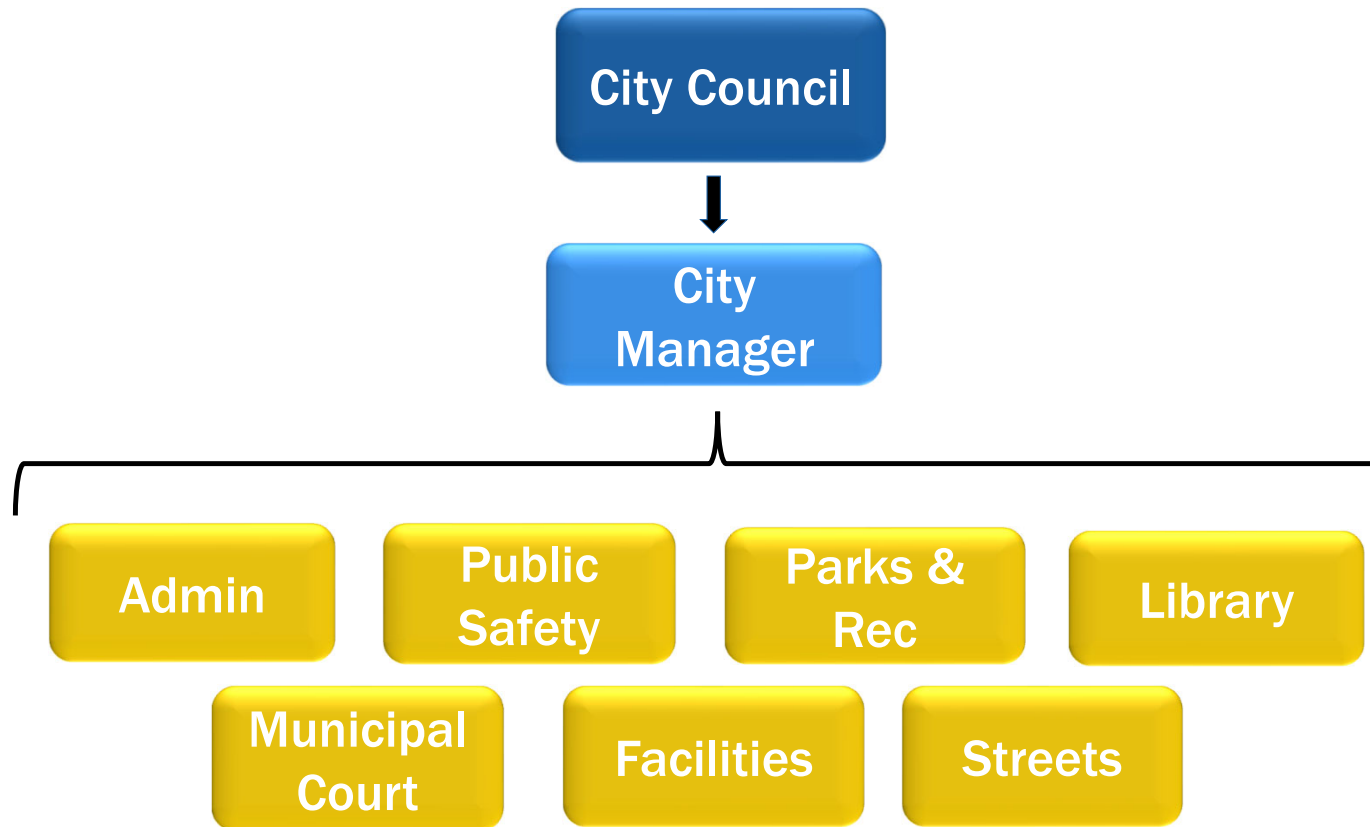 City Council
City
Manager
Admin
Public
Safety
Parks &
Rec
Library
Municipal
Court
Facilities
Streets